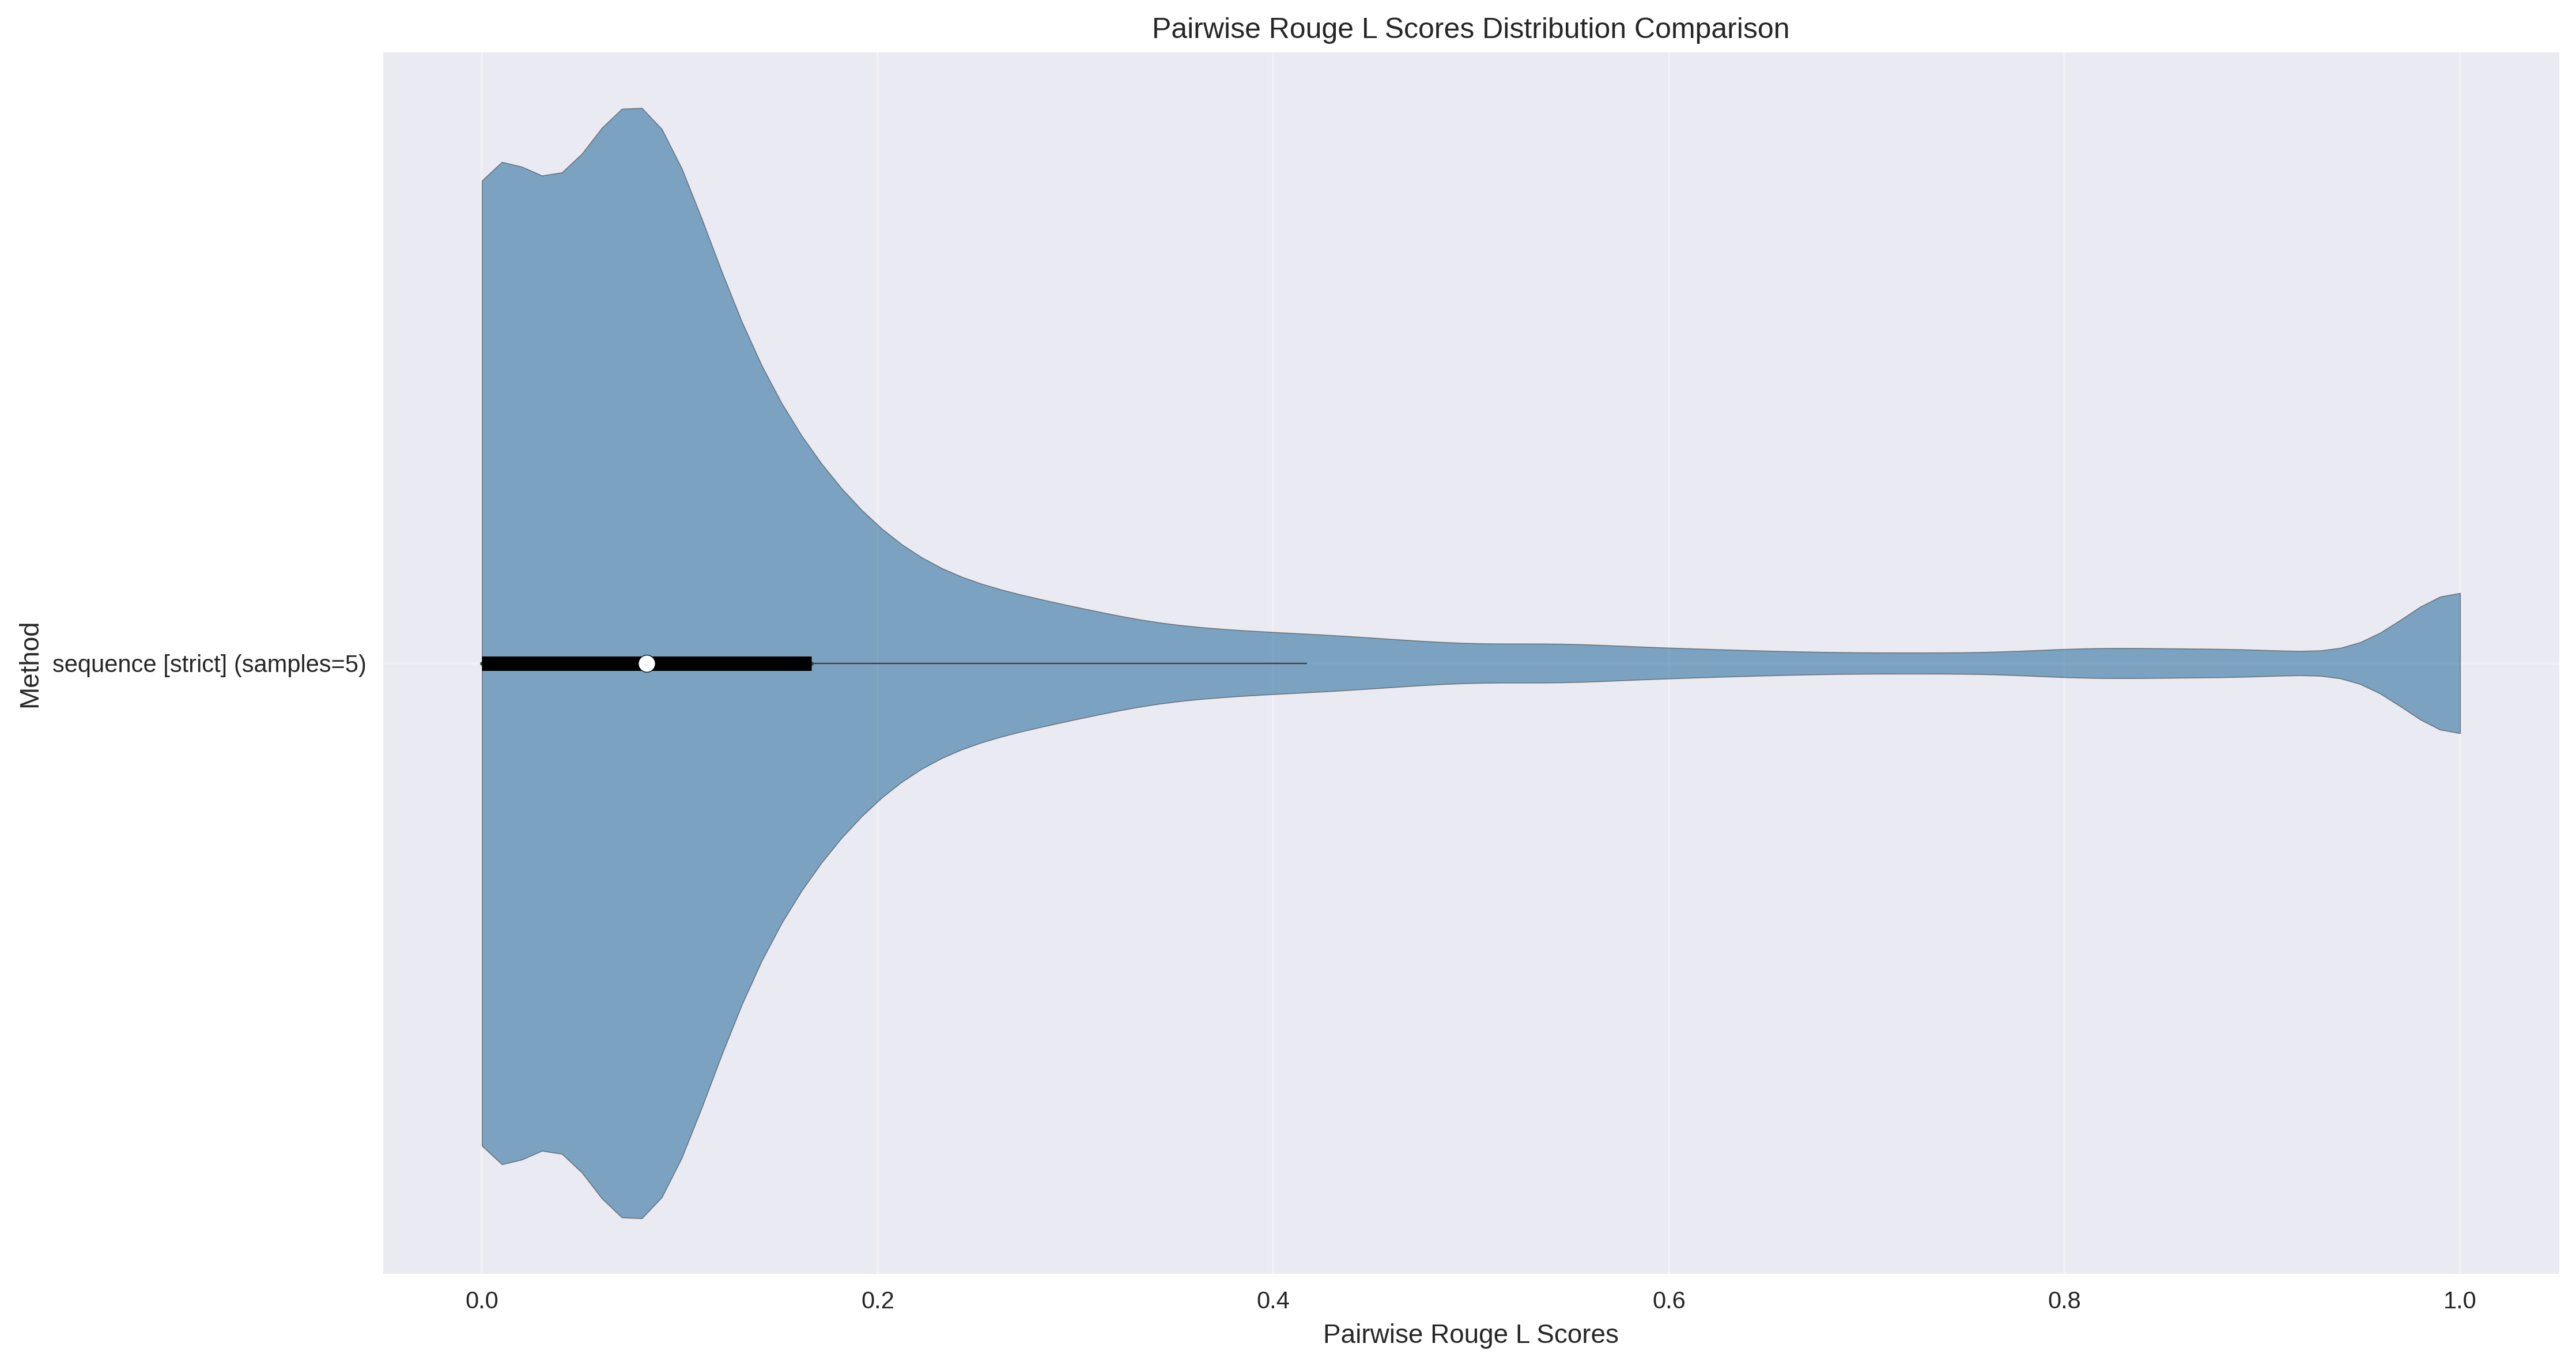 Pairwise Rouge L Scores Distribution Comparison
Method
sequence [strict] (samples=5)
0.0 0.2 0.4 0.6 0.8 1.0
Pairwise Rouge L Scores